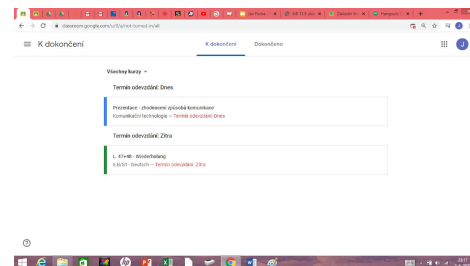 classroom.google.com/u/0/a/not-turned-in/all
K dokončení
K dokončení
Dokončeno
Všechny kurzy
Termín odevzdání: Dnes
Prezentace - zhodnocení způsobů komunikace
Komunikační technologie – Termín odevzdání: Dnes
Termín odevzdání: Zítra
L. 47+48 - Wiederholung
6.B/S1 - Deutsch – Termín odevzdání: Zítra